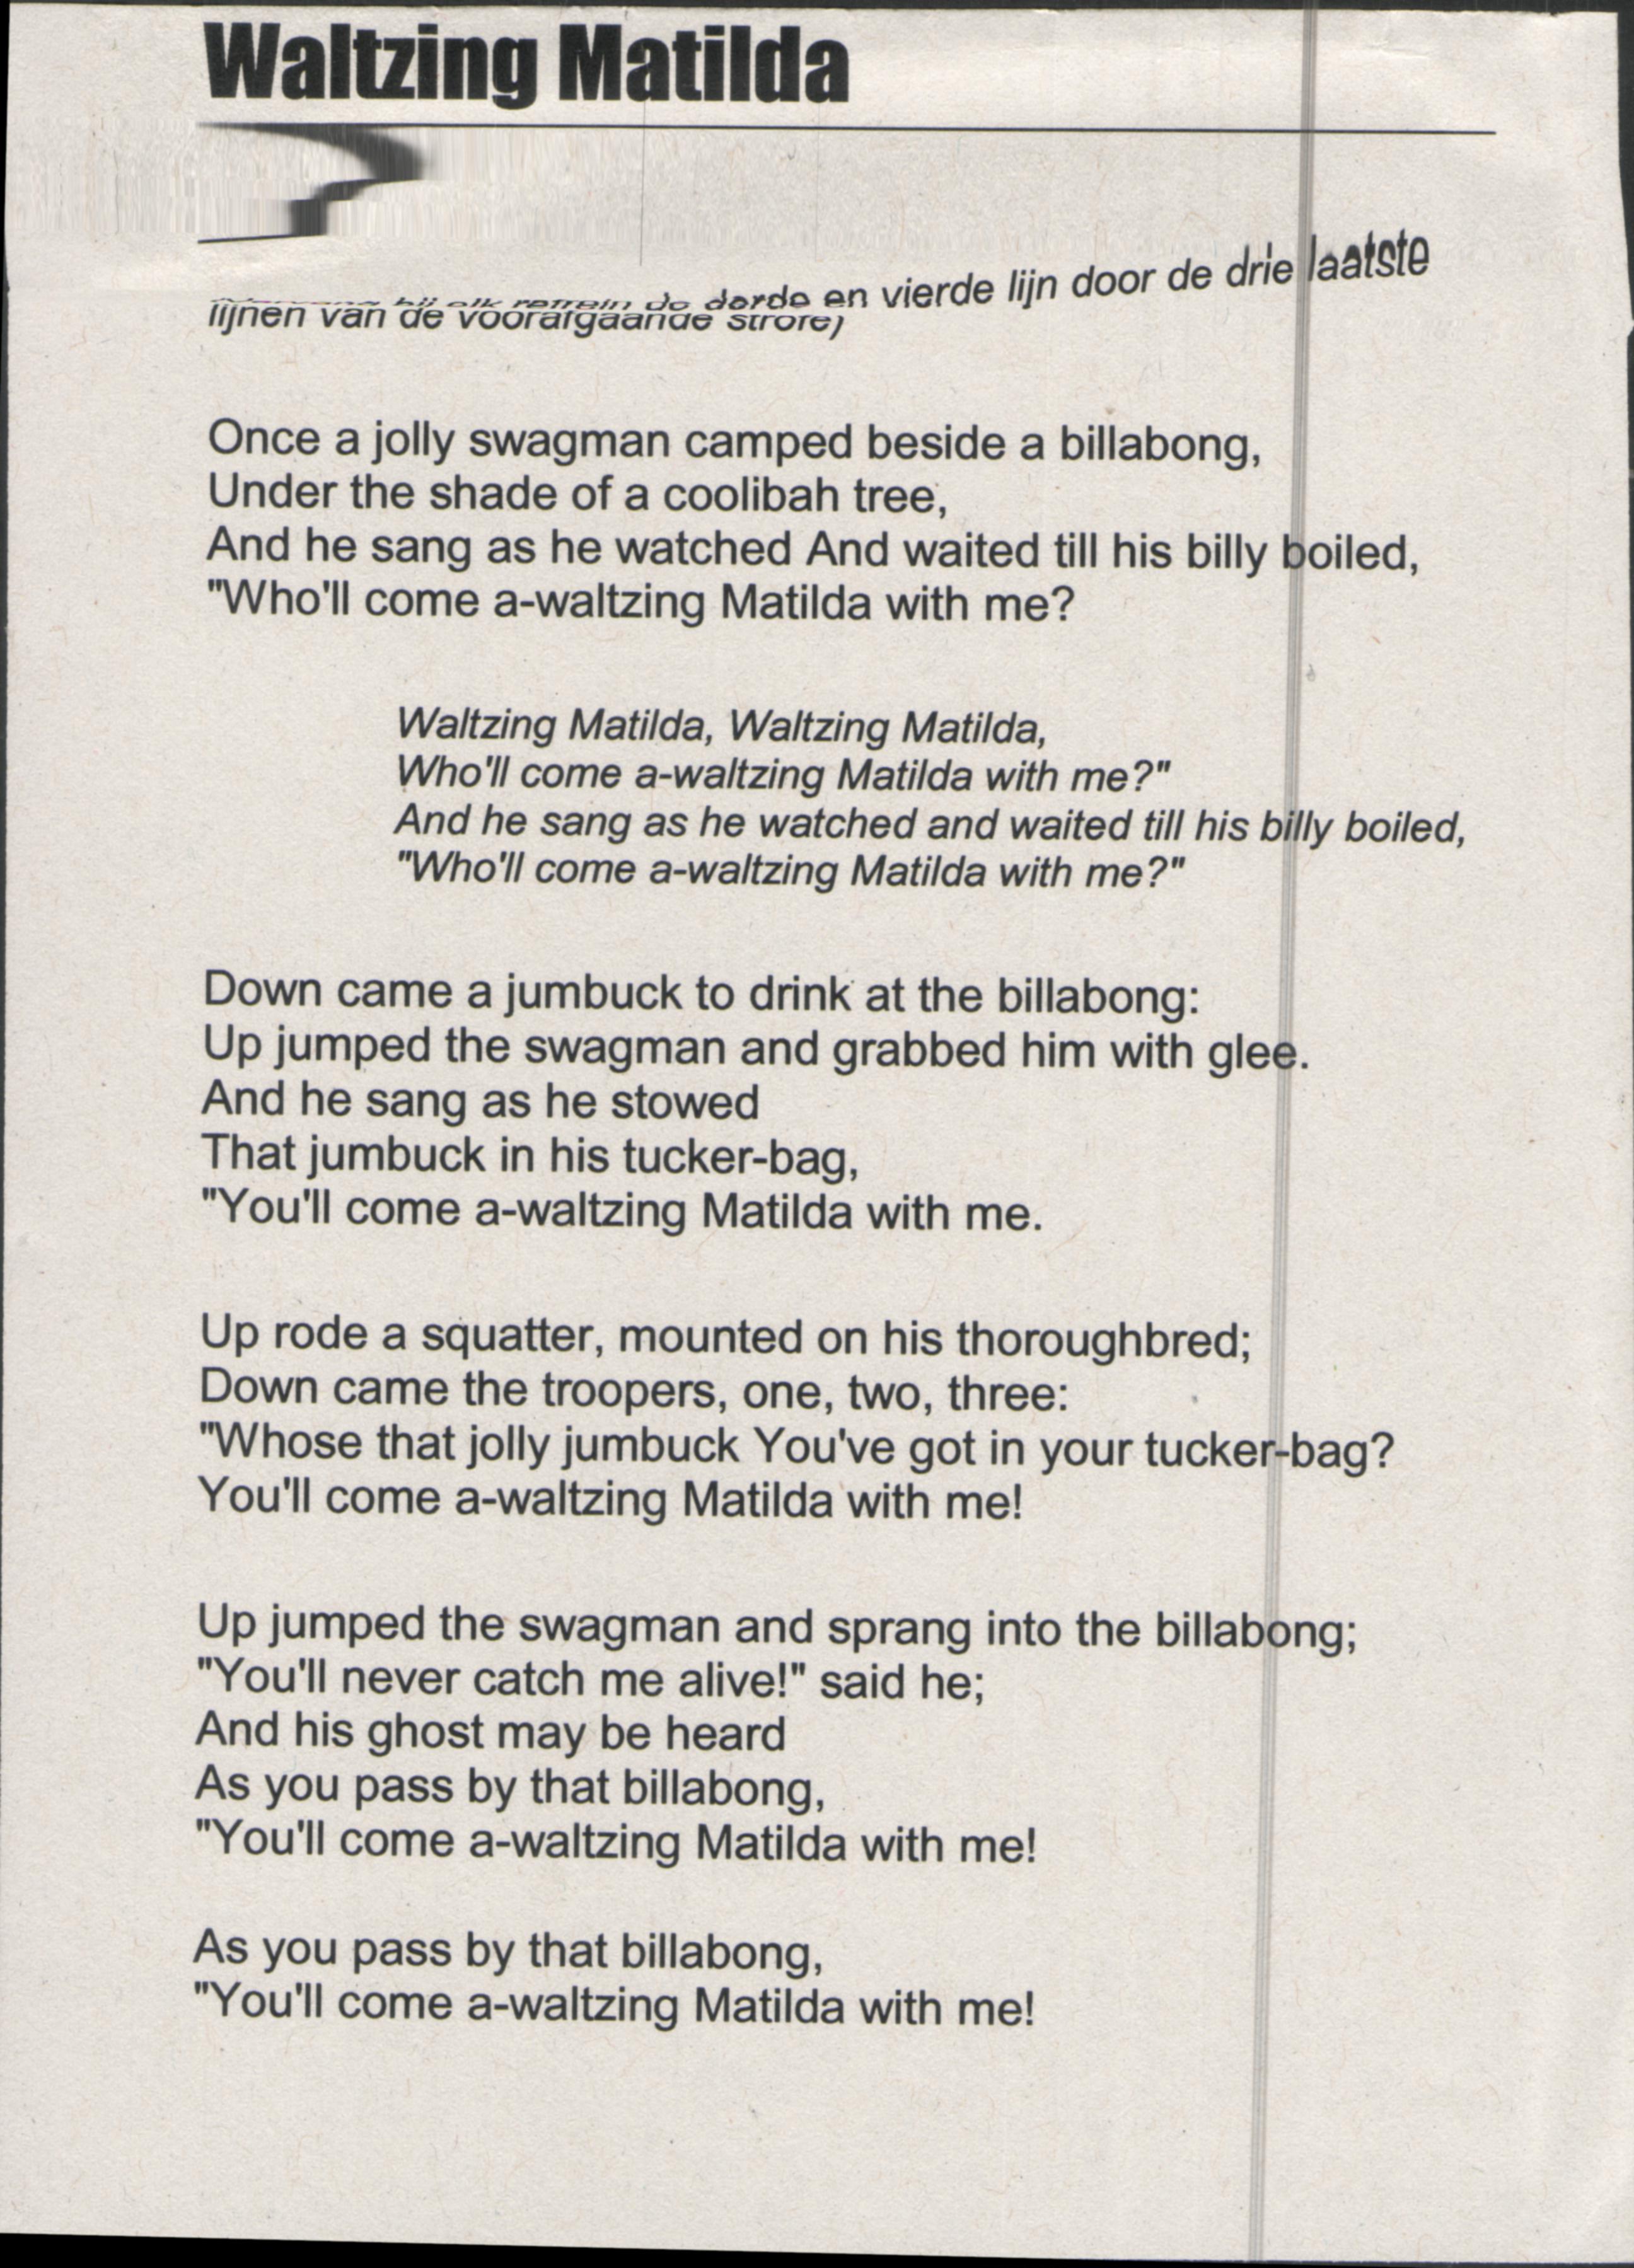 Waltzing Matilda
bij elk refrein de derde en vierde lijn door de drie laatste
lijnen van de voorafgaande strofe)
Once a jolly swagman camped beside a billabong,
Under the shade of a coolibah tree,
And he sang as he watched And waited till his billy boiled,
"Who'll come a-waltzing Matilda with me?
Waltzing Matilda, Waltzing Matilda,
Who'll come a-waltzing Matilda with me?"
And he sang as he watched and waited till his billy boiled,
"Who'll come a-waltzing Matilda with me?"
Down came a jumbuck to drink at the billabong:
Up jumped the swagman and grabbed him with glee.
And he sang as he stowed
That jumbuck in his tucker-bag,
"You'll come a-waltzing Matilda with me.
Up rode a squatter, mounted on his thoroughbred;
Down came the troopers, one, two, three:
"Whose that jolly jumbuck You've got in your tucker-bag?
You'll come a-waltzing Matilda with me!
Up jumped the swagman and sprang into the billabong;
"You'll never catch me alive!" said he;
And his ghost may be heard
As you pass by that billabong,
"You'll come a-waltzing Matilda with me!
As you pass by that billabong,
"You'll come a-waltzing Matilda with me!